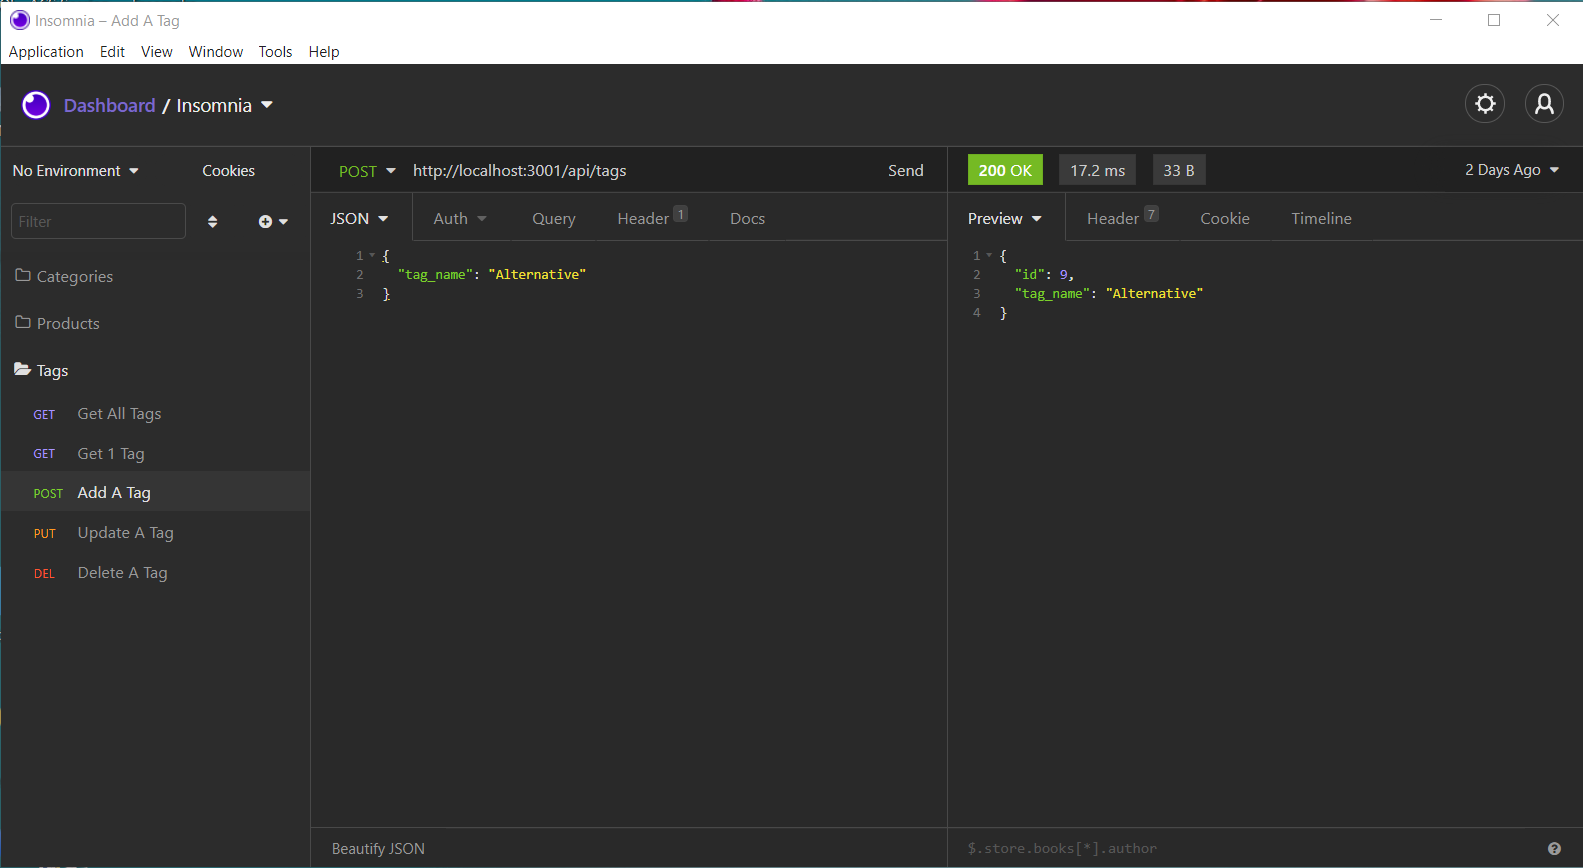 Insomnia – Add A Tag
Application Edit View Window Tools Help
Dashboard / Insomnia
No Environment Cookies
Filter
Categories
Products
Tags
GET Get All Tags
GET Get 1 Tag
POST Add A Tag
PUT Update A Tag
DEL Delete A Tag
POST http://localhost:3001/api/tags Send
JSON Auth Query Header 1 Docs
1 {
2 "tag_name": "Alternative"
3 }
Beautify JSON
200 OK 17.2 ms 33 B 2 Days Ago
Preview Header 7 Cookie Timeline
1 {
2 "id": 9,
3 "tag_name": "Alternative"
4 }
$.store.books[*].author